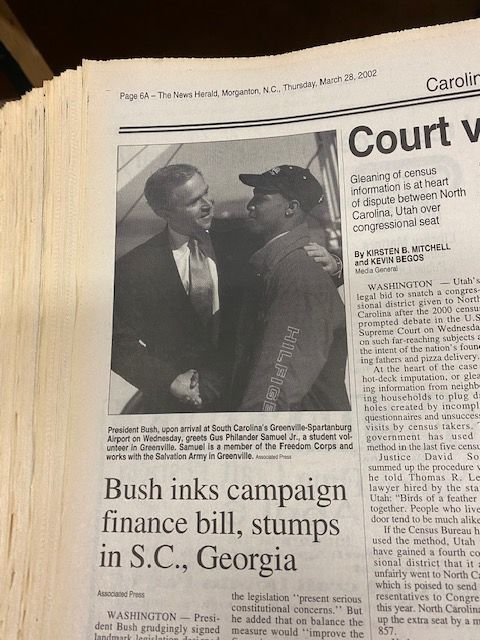 Page 6A – The News Herald, Morganton, N.C., Thursday, March 28, 2002
Court
Gleaning of census
information is at heart
of dispute between North
Carolina, Utah over
congressional seat
By KIRSTEN B. MITCHELL
and KEVIN BEGOS
Media General
WASHINGTON — Utah's
legal bid to snatch a congres-
sional district given to North
Carolina after the 2000 census
prompted debate in the U.S.
Supreme Court on Wednesday
on such far-reaching subjects a
the intent of the nation's found
ing fathers and pizza delivery.
At the heart of the case
hot-deck imputation, or glea
ing information from neighb
ing households to plug d
holes created by incompl
questionnaires and unsuccess
visits by census takers.
government has used
method in the last five censu
Justice David So
summed up the procedure
he told Thomas R. Le
lawyer hired by the sta
Utah: "Birds of a feather
together. People who live
door tend to be much alike
If the Census Bureau h
used the method, Utah
have gained a fourth co
sional district that it
unfairly went to North C
which is poised to send
resentatives to Congre
this year. North Carolina
up the extra seat by a m
857.
HILFIGE
President Bush, upon arrival at South Carolina's Greenville-Spartanburg
Airport on Wednesday, greets Gus Philander Samuel Jr., a student vol-
unteer in Greenville. Samuel is a member of the Freedom Corps and
works with the Salvation Army in Greenville. Associated Press
Bush inks campaign
finance bill, stumps
in S.C., Georgia
Associated Press
WASHINGTON — Presi-
dent Bush grudgingly signed
landmark legislation designed
the legislation "present serious
constitutional concerns." But
he added that on balance the
measure would "improve the